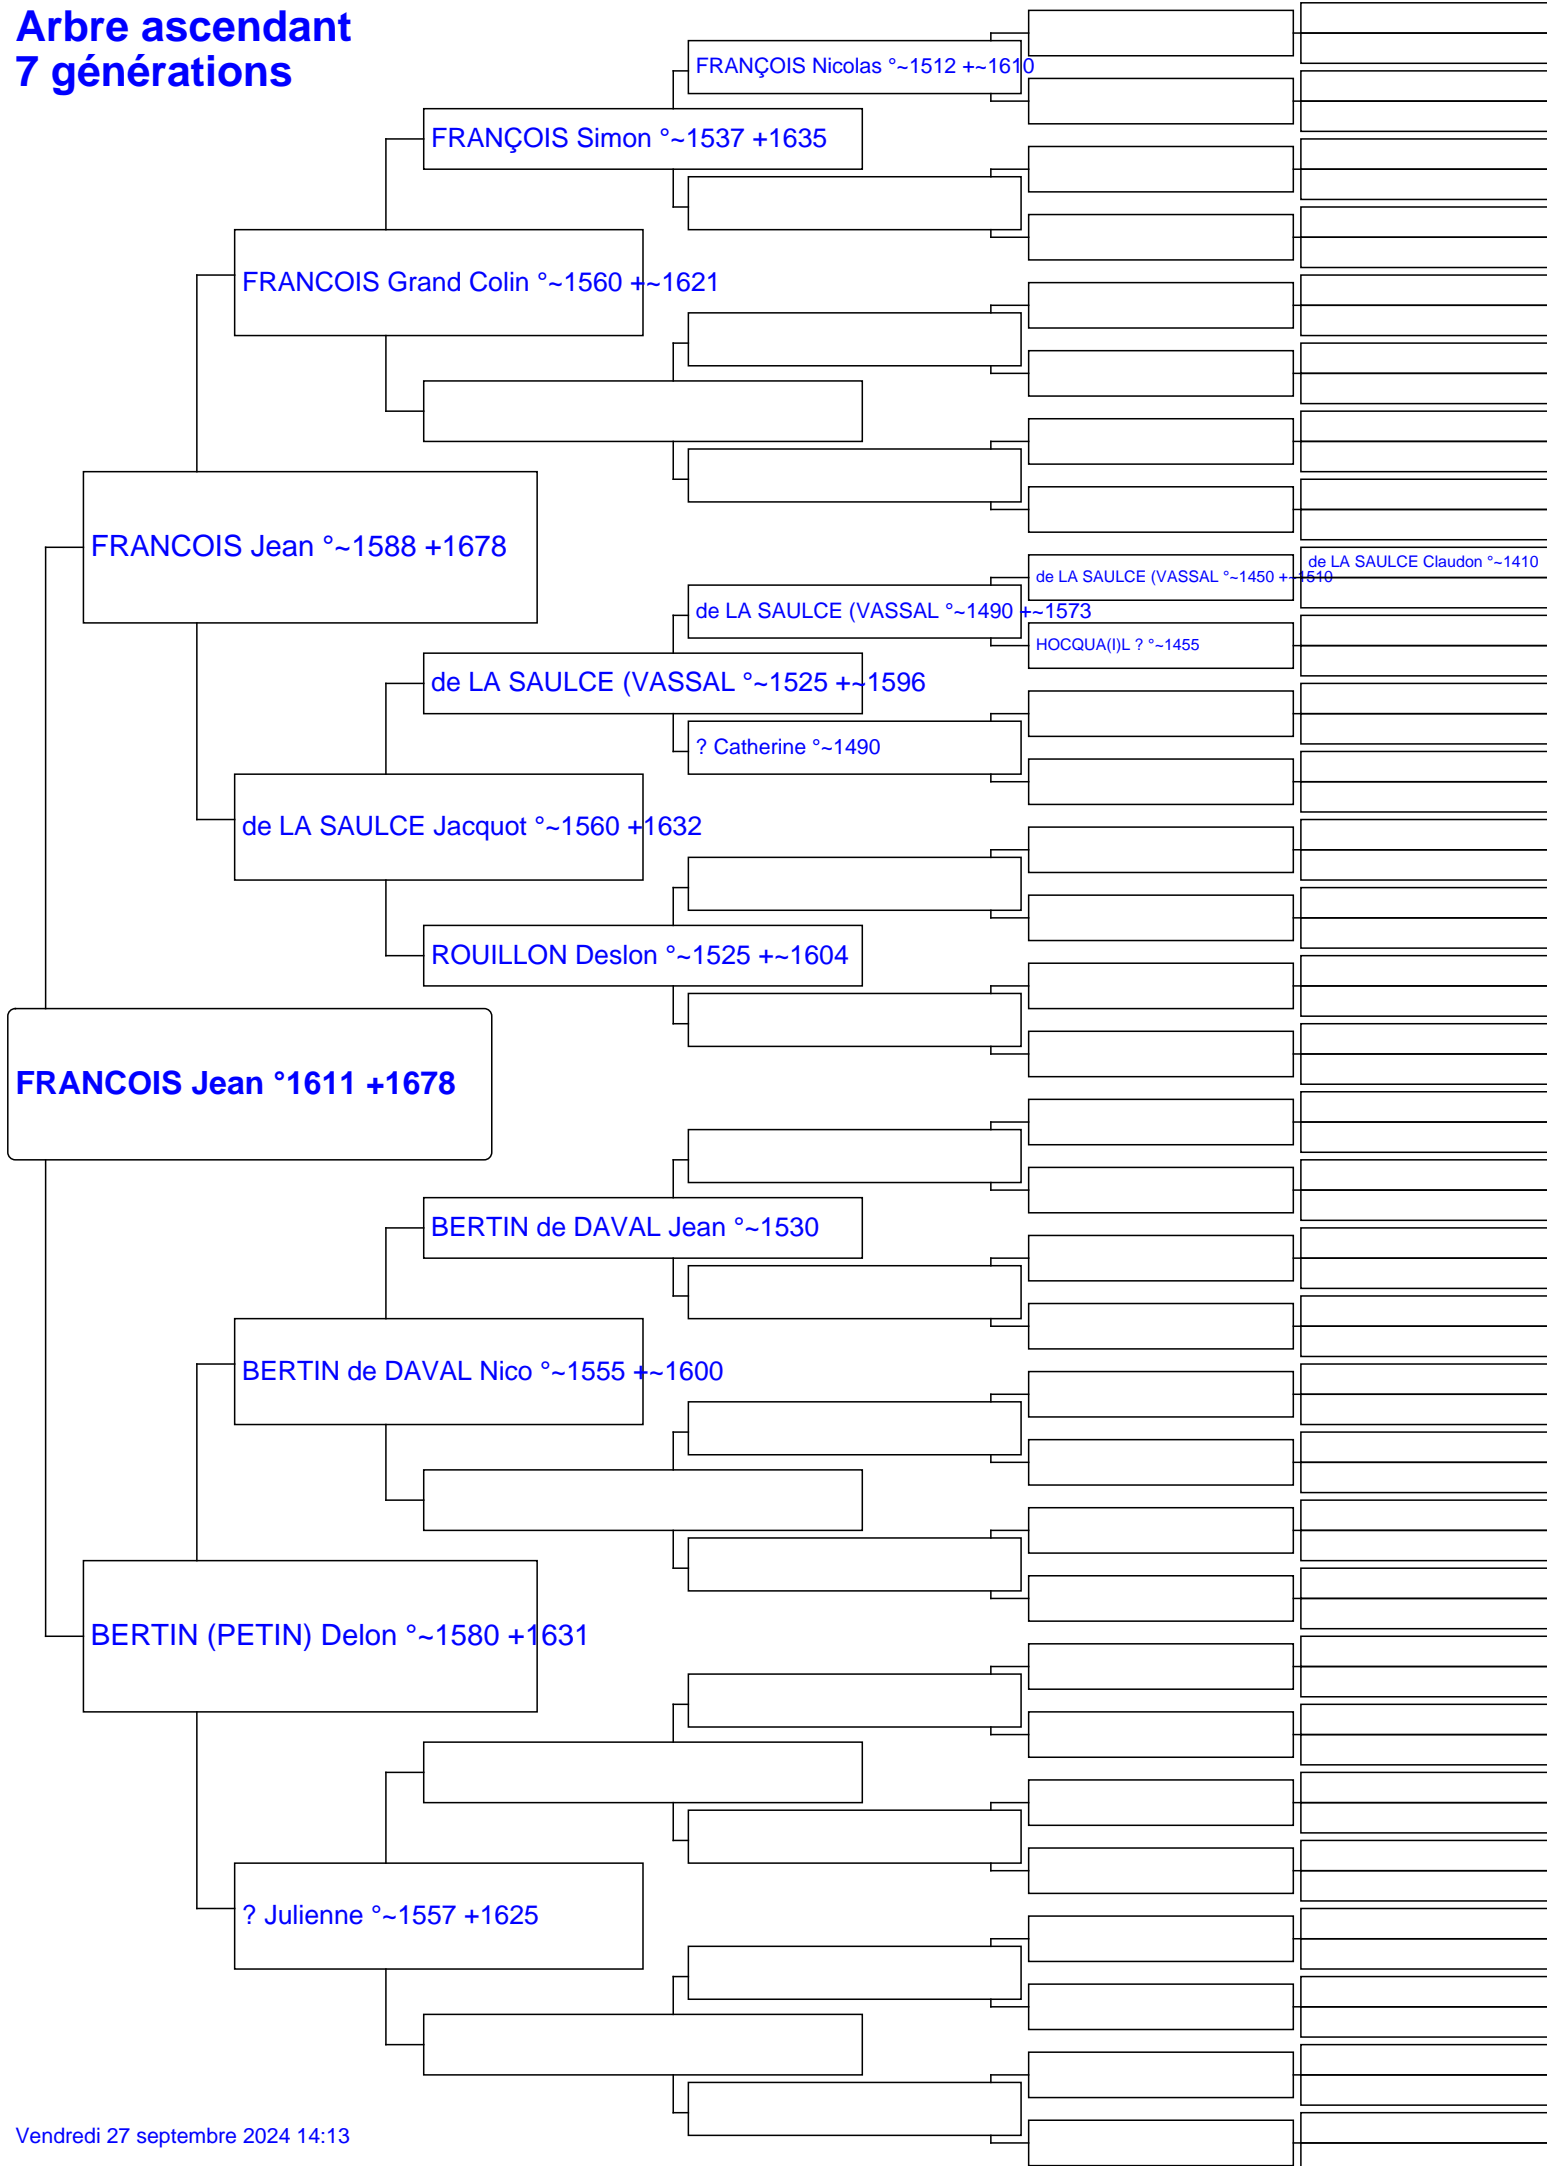 Arbre ascendant
7 générations
FRANÇOIS Nicolas °~1512 +~1610
FRANÇOIS Simon °~1537 +1635
FRANCOIS Grand Colin °~1560 +~1621
FRANCOIS Jean °~1588 +1678
de LA SAULCE Claudon °~1410
de LA SAULCE (VASSAL °~1450 +~1510
de LA SAULCE (VASSAL °~1490 +~1573
HOCQUA(I)L ? °~1455
de LA SAULCE (VASSAL °~1525 +~1596
? Catherine °~1490
de LA SAULCE Jacquot °~1560 +1632
ROUILLON Deslon °~1525 +~1604
FRANCOIS Jean °1611 +1678
BERTIN de DAVAL Jean °~1530
BERTIN de DAVAL Nico °~1555 +~1600
BERTIN (PETIN) Delon °~1580 +1631
? Julienne °~1557 +1625
Vendredi 27 septembre 2024 14:13